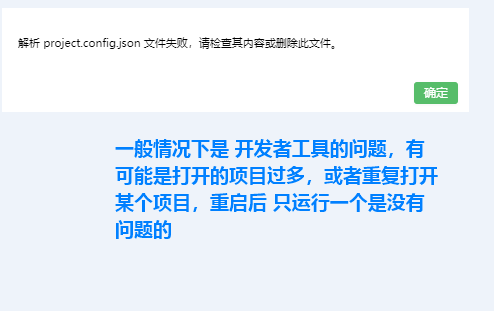 解析 project.config.json 文件失败，请检查其内容或删除此文件。
确定
一般情况下是 开发者工具的问题，有
可能是打开的项目过多，或者重复打开
某个项目，重启后 只运行一个是没有
问题的